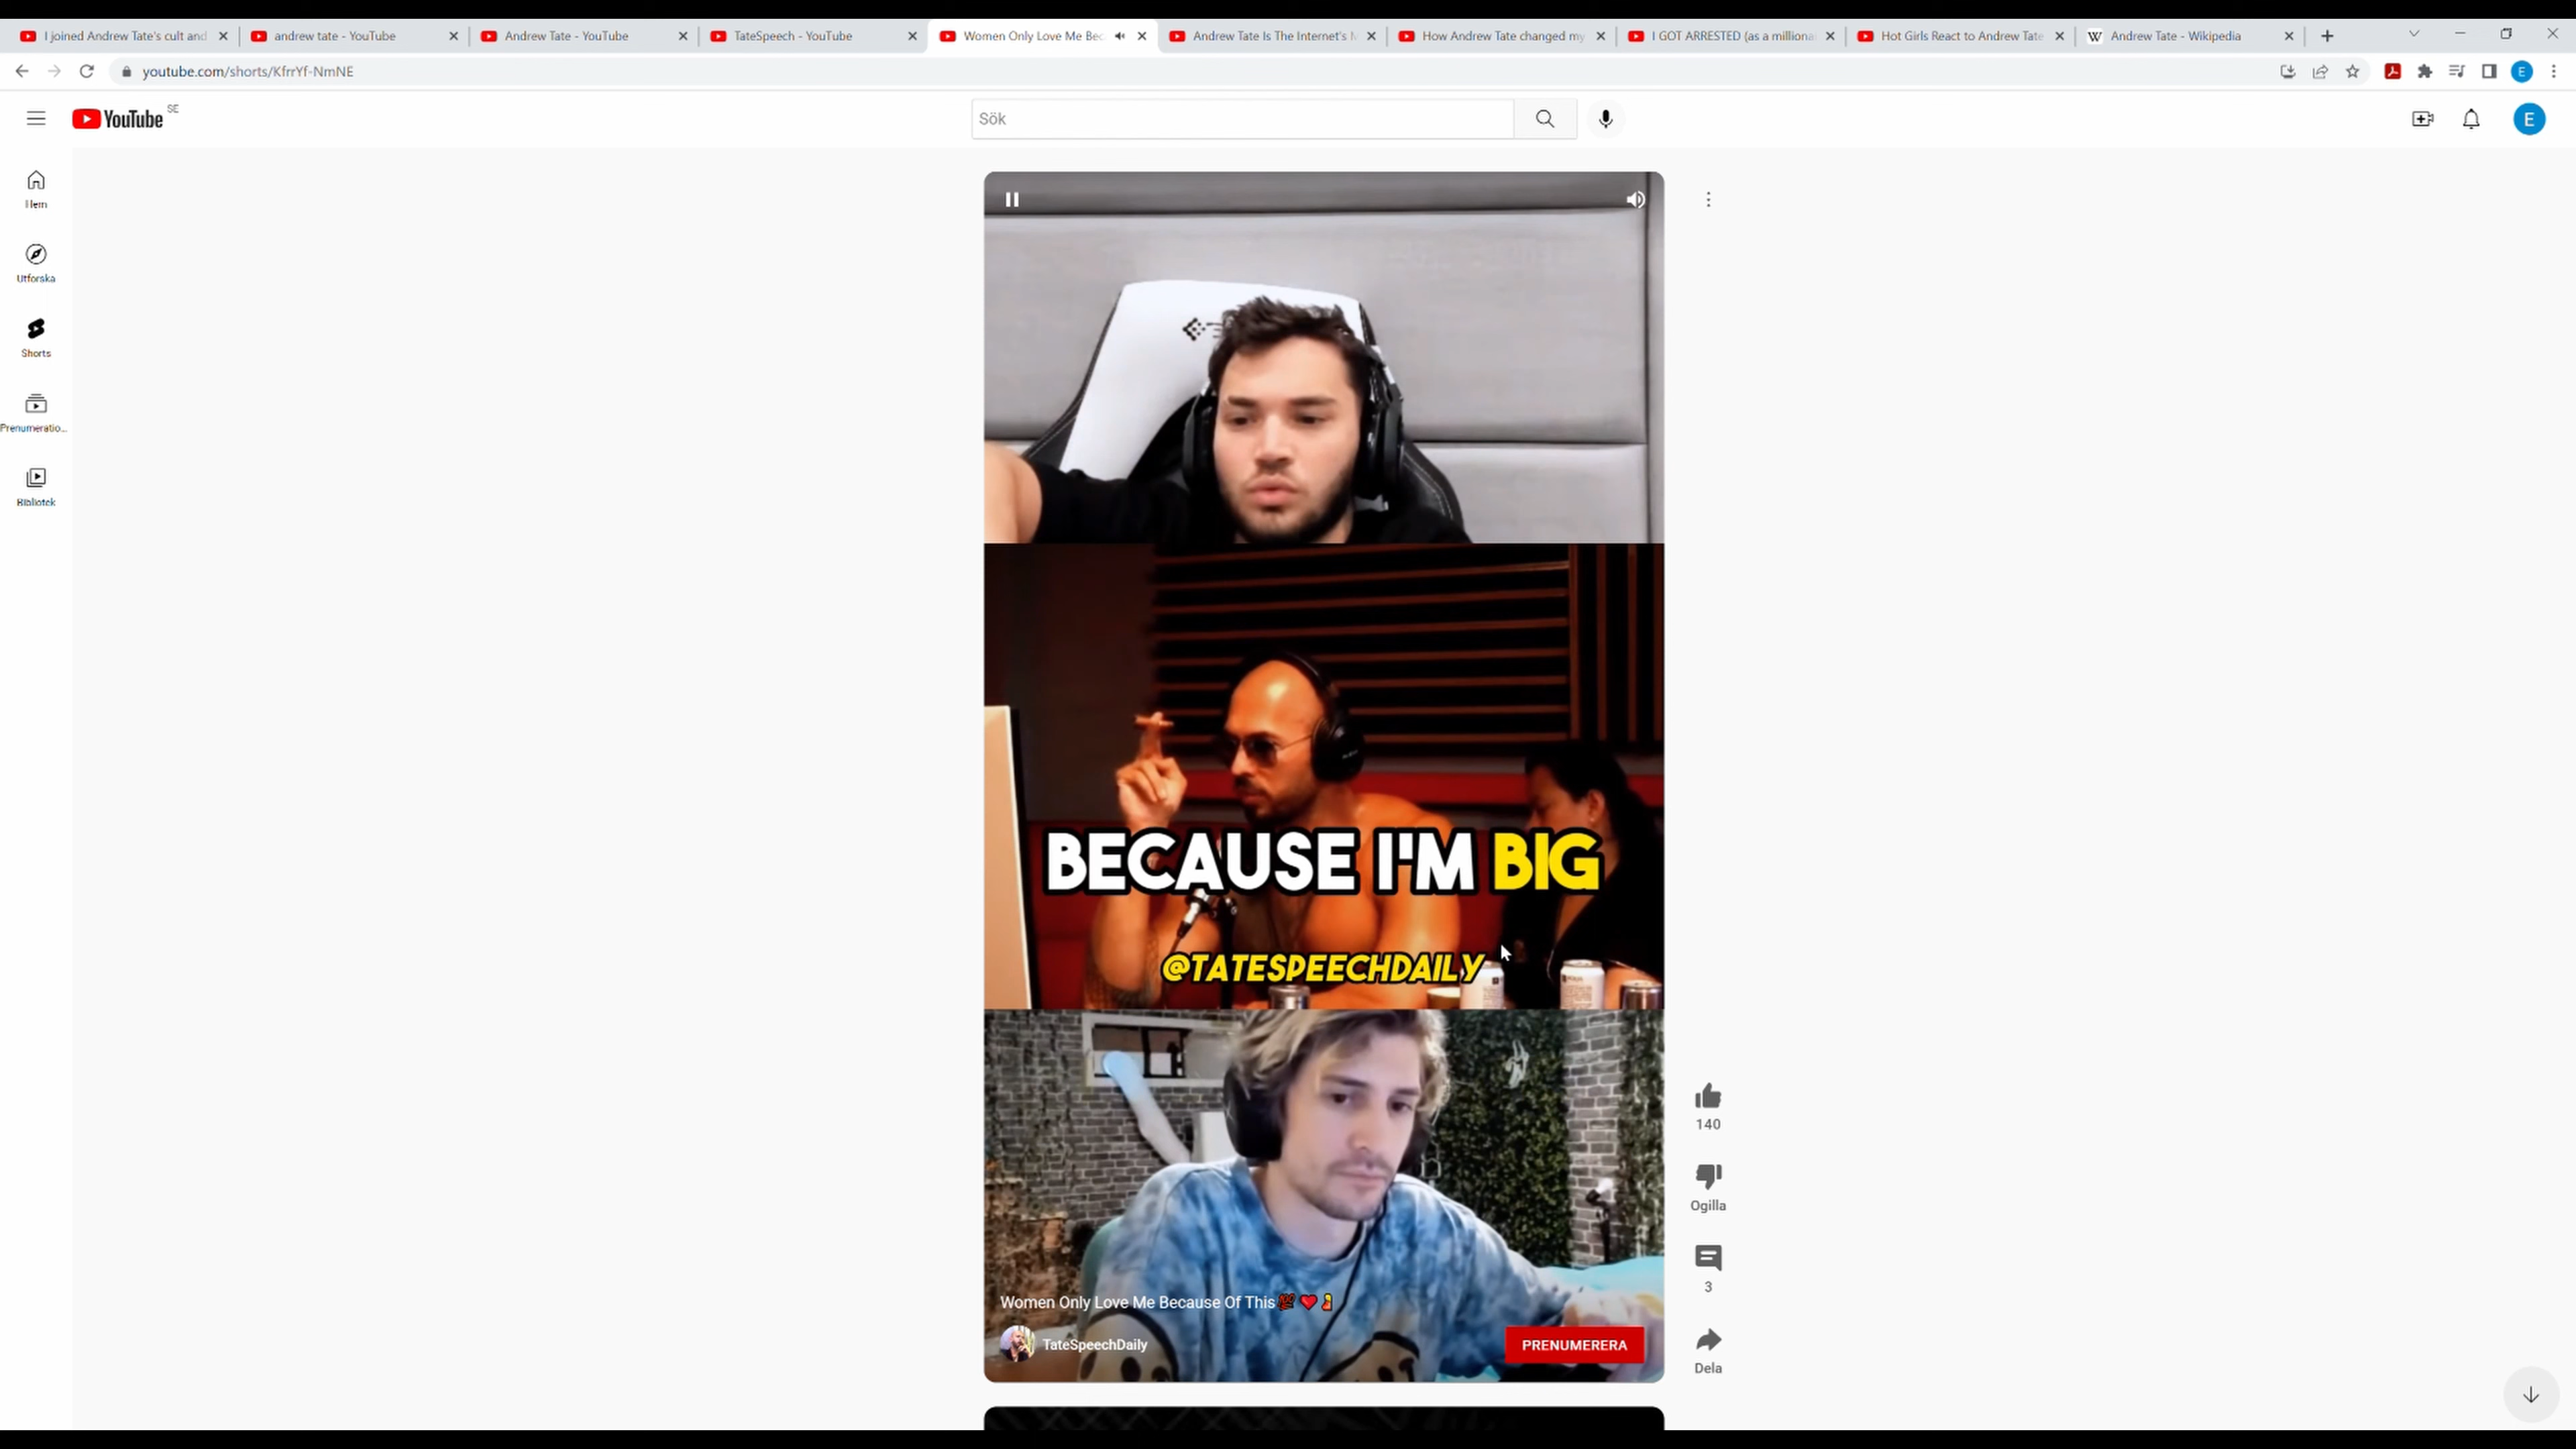 I joined Andrew Tate's cult and
andrew tate - YouTube
Andrew Tate - YouTube
TateSpeech - YouTube
Women Only Love Me Bec
Andrew Tate Is The Internet's
How Andrew Tate changed my
I GOT ARRESTED (as a milliona
Hot Girls React to Andrew Tate
W Andrew Tate - Wikipedia
youtube.com/shorts/KfrrYf-NmNE
E
YouTube SE
Sök
E
Hem
Utforska
Shorts
Prenumeratio...
Bibliotek
BECAUSE I'M BIG
@TATESPEECHDAILY
140
Ogilla
3
Women Only Love Me Because Of This💯❤️🤰
TateSpeechDaily
PRENUMERERA
Dela